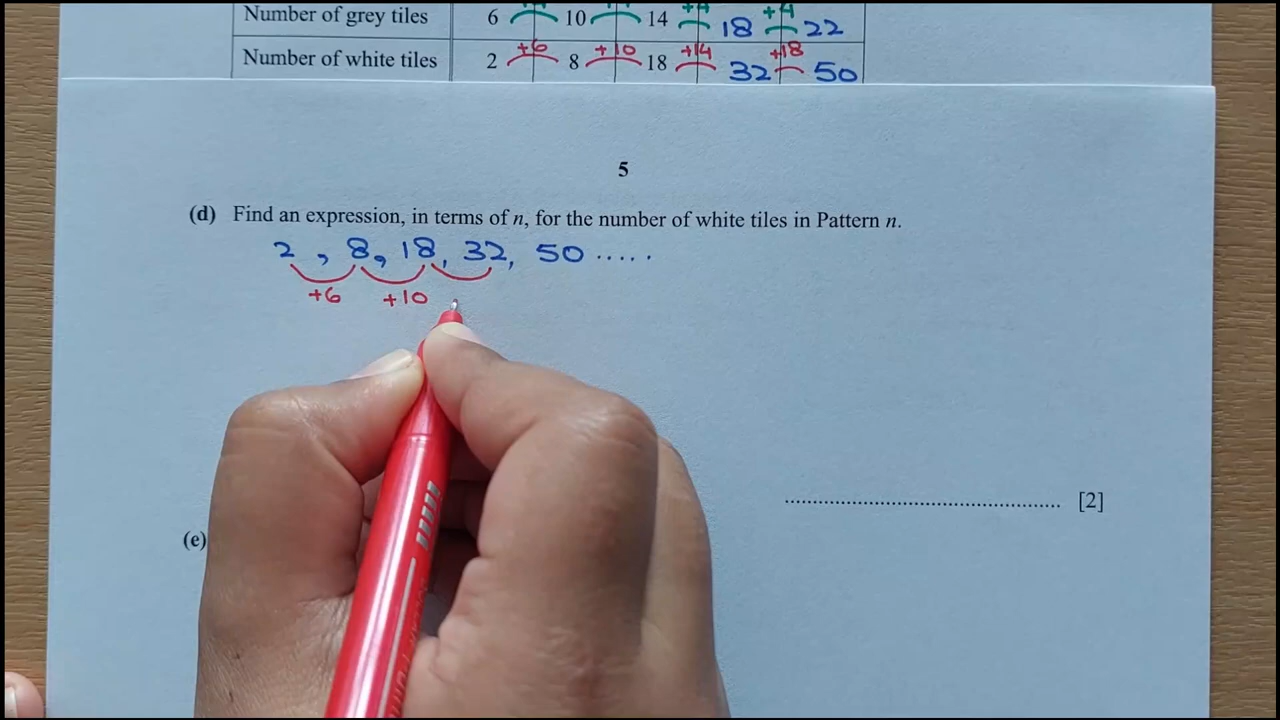 +4 +4
Number of grey tiles 6 10 14 18 22
+6 +10 +14 +18
Number of white tiles 2 8 18 32 50
5
(d) Find an expression, in terms of n, for the number of white tiles in Pattern n.
2 , 8, 18, 32, 50 .....
+6 +10
............................................... [2]
(e)